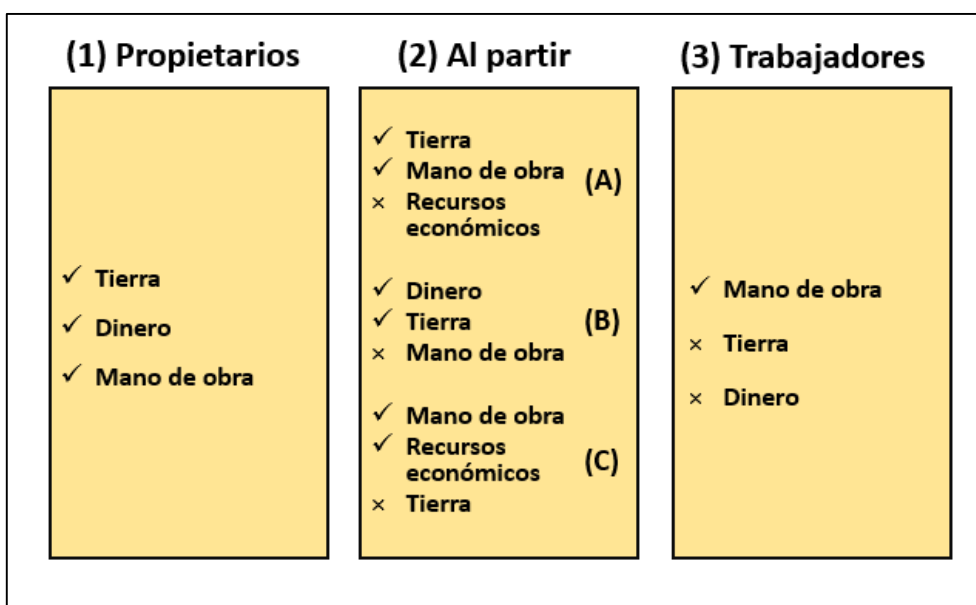 (1) Propietarios
✓ Tierra
✓ Dinero
✓ Mano de obra
(2) Al partir
✓ Tierra
✓ Mano de obra
× Recursos
económicos
(A)
✓ Dinero
✓ Tierra
× Mano de obra
(B)
✓ Mano de obra
✓ Recursos
económicos
× Tierra
(C)
(3) Trabajadores
✓ Mano de obra
× Tierra
× Dinero